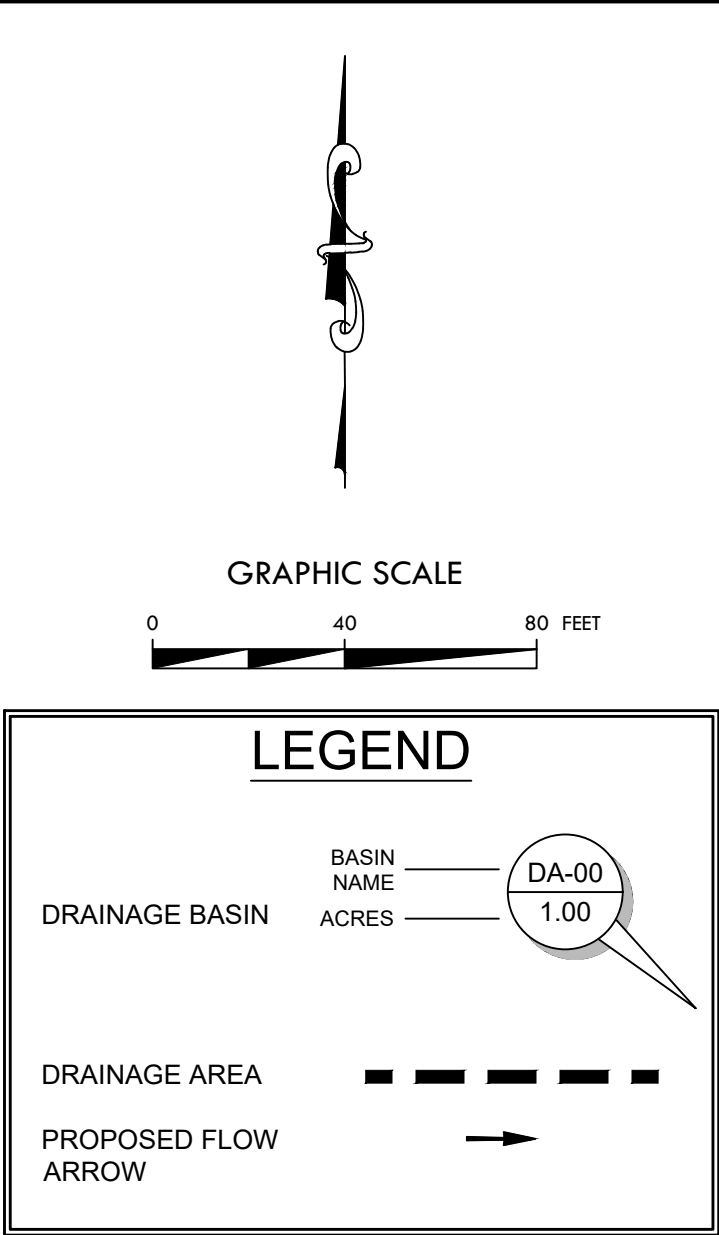 GRAPHIC SCALE
0 40 80 FEET
LEGEND
DRAINAGE BASIN
BASIN
NAME
ACRES
DA-00
1.00
DRAINAGE AREA
PROPOSED FLOW
ARROW